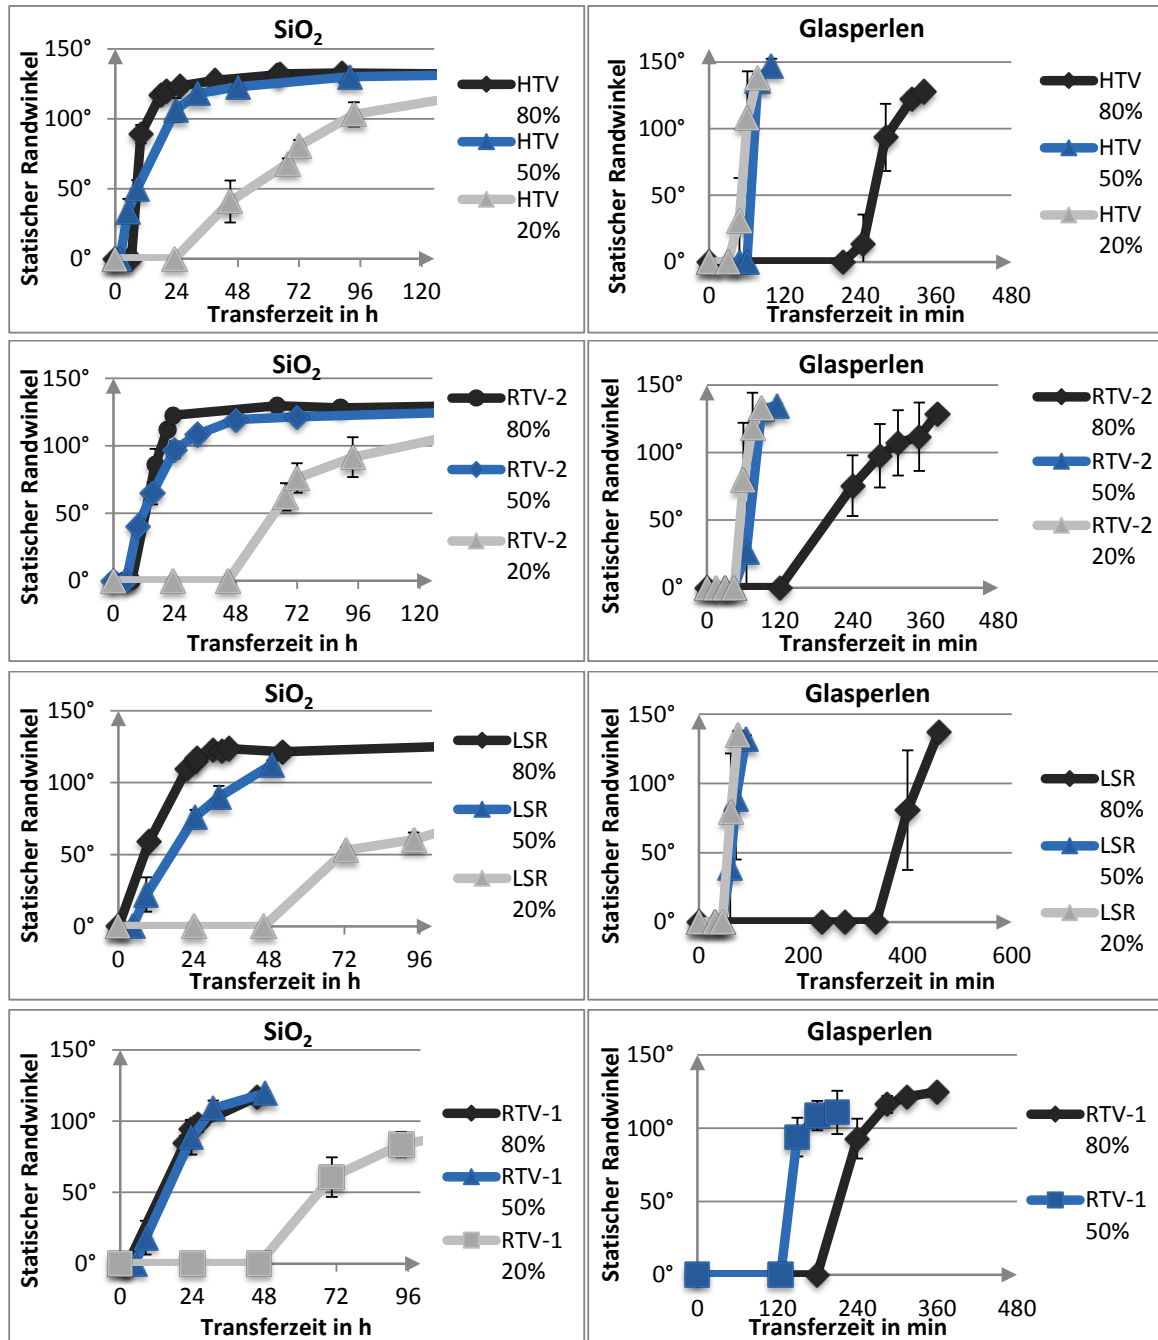 SiO2
Statischer Randwinkel
150°
100°
50°
0°
0 24 48 72 96 120
Transferzeit in h
HTV
80%
HTV
50%
HTV
20%
Glasperlen
Statischer Randwinkel
150°
100°
50°
0°
0 120 240 360 480
Transferzeit in min
HTV
80%
HTV
50%
HTV
20%
SiO2
Statischer Randwinkel
150°
100°
50°
0°
0 24 48 72 96 120
Transferzeit in h
RTV-2
80%
RTV-2
50%
RTV-2
20%
Glasperlen
Statischer Randwinkel
150°
100°
50°
0°
0 120 240 360 480
Transferzeit in min
RTV-2
80%
RTV-2
50%
RTV-2
20%
SiO2
Statischer Randwinkel
150°
100°
50°
0°
0 24 48 72 96
Transferzeit in h
LSR
80%
LSR
50%
LSR
20%
Glasperlen
Statischer Randwinkel
150°
100°
50°
0°
0 200 400 600
Transferzeit in min
LSR
80%
LSR
50%
LSR
20%
SiO2
Statischer Randwinkel
150°
100°
50°
0°
0 24 48 72 96
Transferzeit in h
RTV-1
80%
RTV-1
50%
RTV-1
20%
Glasperlen
Statischer Randwinkel
150°
100°
50°
0°
0 120 240 360 480
Transferzeit in min
RTV-1
80%
RTV-1
50%